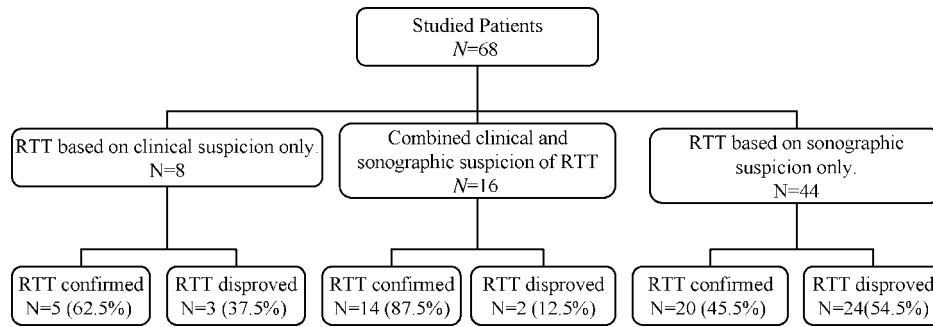 Studied Patients
N=68
RTT based on clinical suspicion only.
N=8
Combined clinical and
sonographic suspicion of RTT
N=16
RTT based on sonographic
suspicion only.
N=44
RTT confirmed
N=5 (62.5%)
RTT disproved
N=3 (37.5%)
RTT confirmed
N=14 (87.5%)
RTT disproved
N=2 (12.5%)
RTT confirmed
N=20 (45.5%)
RTT disproved
N=24(54.5%)